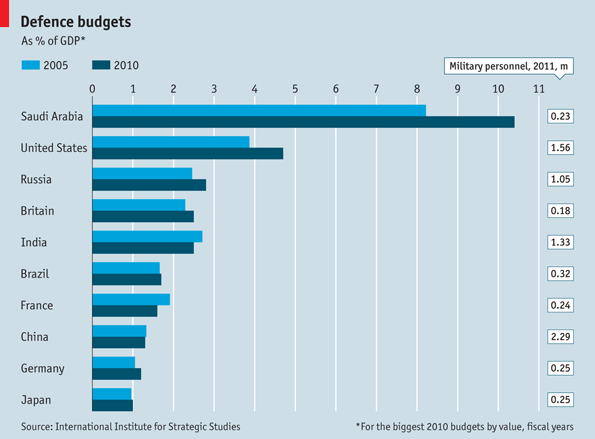 Defence budgets
As % of GDP*
2005 2010
Military personnel, 2011, m
0 1 2 3 4 5 6 7 8 9 10 11
Saudi Arabia 0.23
United States 1.56
Russia 1.05
Britain 0.18
India 1.33
Brazil 0.32
France 0.24
China 2.29
Germany 0.25
Japan 0.25
Source: International Institute for Strategic Studies *For the biggest 2010 budgets by value, fiscal years